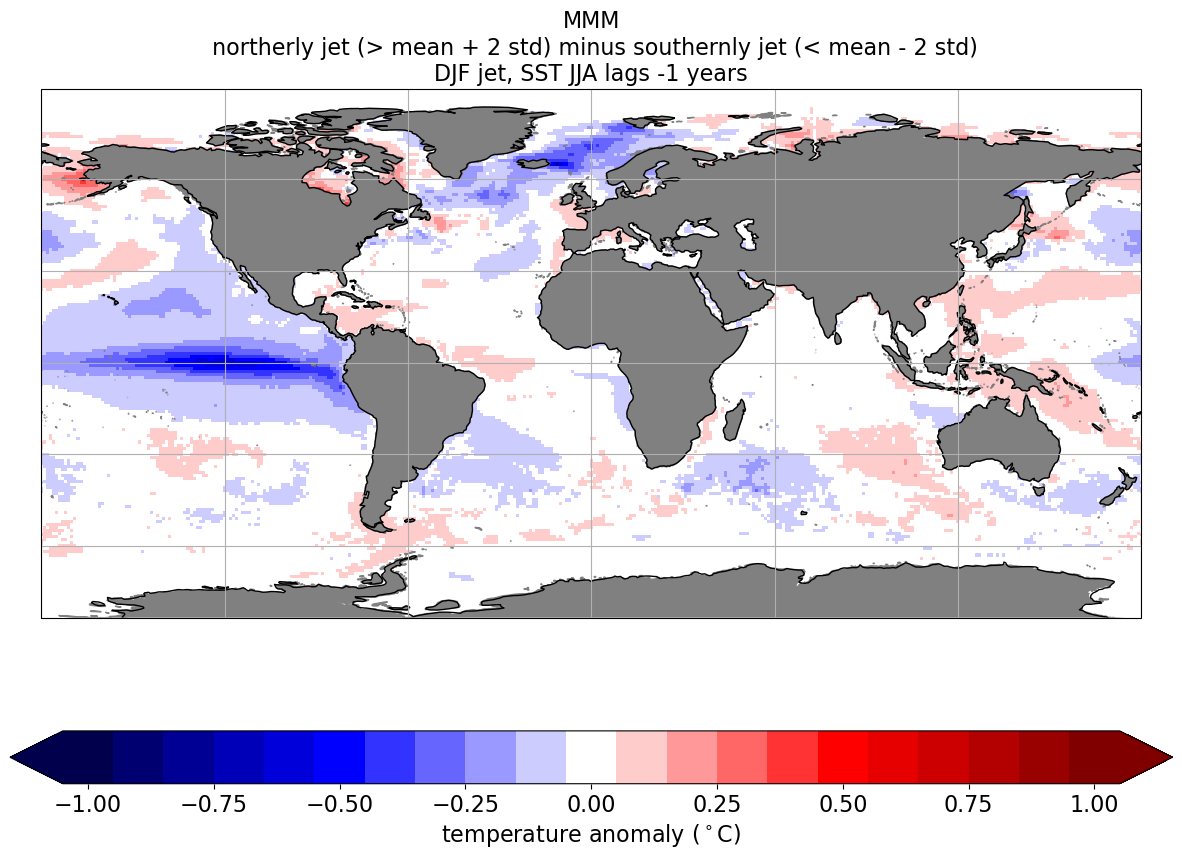 MMM
northerly jet (> mean + 2 std) minus southernly jet (< mean - 2 std)
DJF jet, SST JJA lags -1 years
−1.00 −0.75 −0.50 −0.25 0.00 0.25 0.50 0.75 1.00
temperature anomaly (°C)